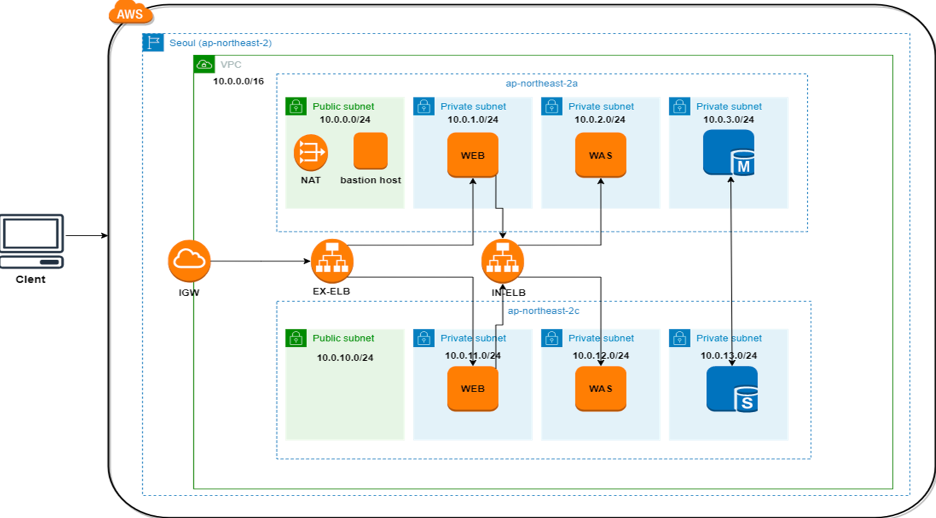 AWS
Seoul (ap-northeast-2)
VPC
10.0.0.0/16
ap-northeast-2a
Public subnet
10.0.0.0/24
NAT
bastion host
Private subnet
10.0.1.0/24
WEB
Private subnet
10.0.2.0/24
WAS
Private subnet
10.0.3.0/24
M
Clent
IGW
EX-ELB
IN-ELB
ap-northeast-2c
Public subnet
10.0.10.0/24
Private subnet
10.0.11.0/24
WEB
Private subnet
10.0.12.0/24
WAS
Private subnet
10.0.13.0/24
S